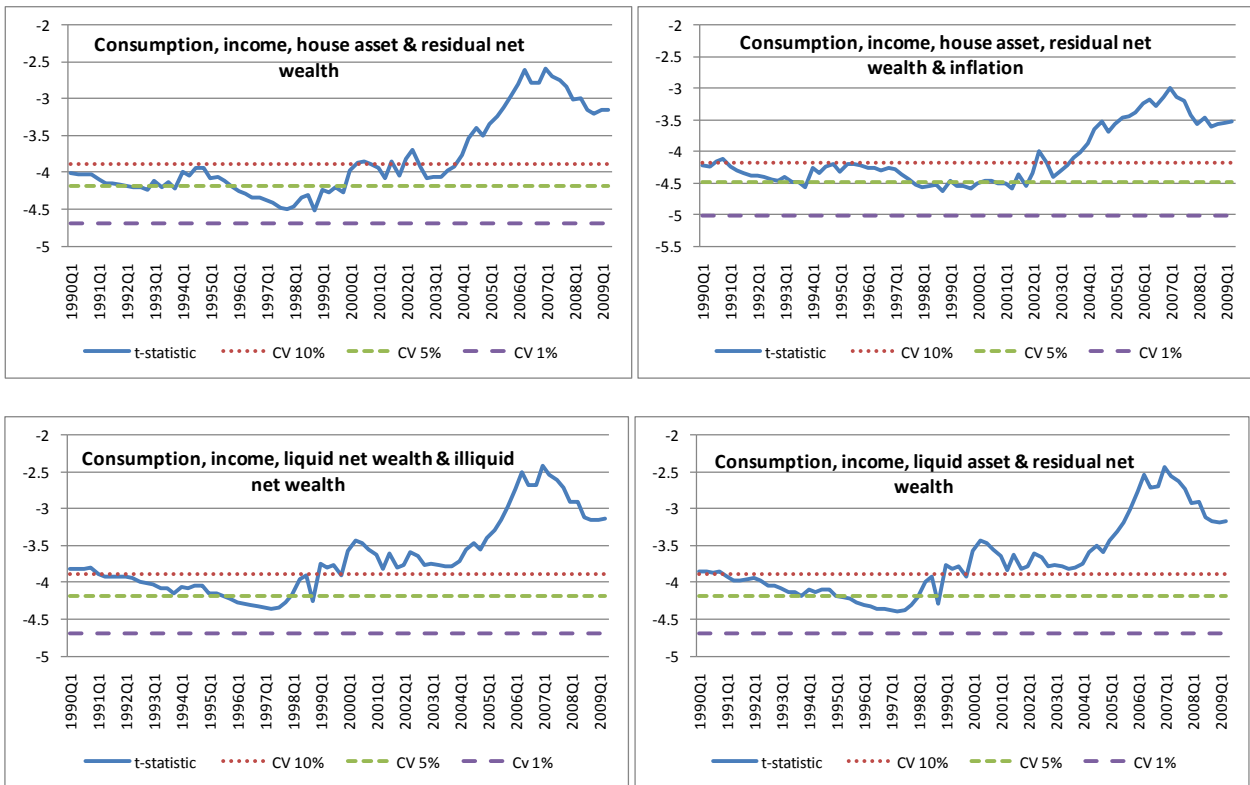 Consumption, income, house asset & residual net
wealth
-2
-2.5
-3
-3.5
-4
-4.5
-5
1990Q1
1991Q1
1992Q1
1993Q1
1994Q1
1995Q1
1996Q1
1997Q1
1998Q1
1999Q1
2000Q1
2001Q1
2002Q1
2003Q1
2004Q1
2005Q1
2006Q1
2007Q1
2008Q1
2009Q1
t-statistic CV 10% CV 5% CV 1%
Consumption, income, house asset, residual net
wealth & inflation
-2
-2.5
-3
-3.5
-4
-4.5
-5
-5.5
1990Q1
1991Q1
1992Q1
1993Q1
1994Q1
1995Q1
1996Q1
1997Q1
1998Q1
1999Q1
2000Q1
2001Q1
2002Q1
2003Q1
2004Q1
2005Q1
2006Q1
2007Q1
2008Q1
2009Q1
t-statistic CV 10% CV 5% CV 1%
Consumption, income, liquid net wealth & illiquid
net wealth
-2
-2.5
-3
-3.5
-4
-4.5
-5
1990Q1
1991Q1
1992Q1
1993Q1
1994Q1
1995Q1
1996Q1
1997Q1
1998Q1
1999Q1
2000Q1
2001Q1
2002Q1
2003Q1
2004Q1
2005Q1
2006Q1
2007Q1
2008Q1
2009Q1
t-statistic CV 10% CV 5% Cv 1%
Consumption, income, liquid asset & residual net
wealth
-2
-2.5
-3
-3.5
-4
-4.5
-5
1990Q1
1991Q1
1992Q1
1993Q1
1994Q1
1995Q1
1996Q1
1997Q1
1998Q1
1999Q1
2000Q1
2001Q1
2002Q1
2003Q1
2004Q1
2005Q1
2006Q1
2007Q1
2008Q1
2009Q1
t-statistic CV 10% CV 5% CV 1%